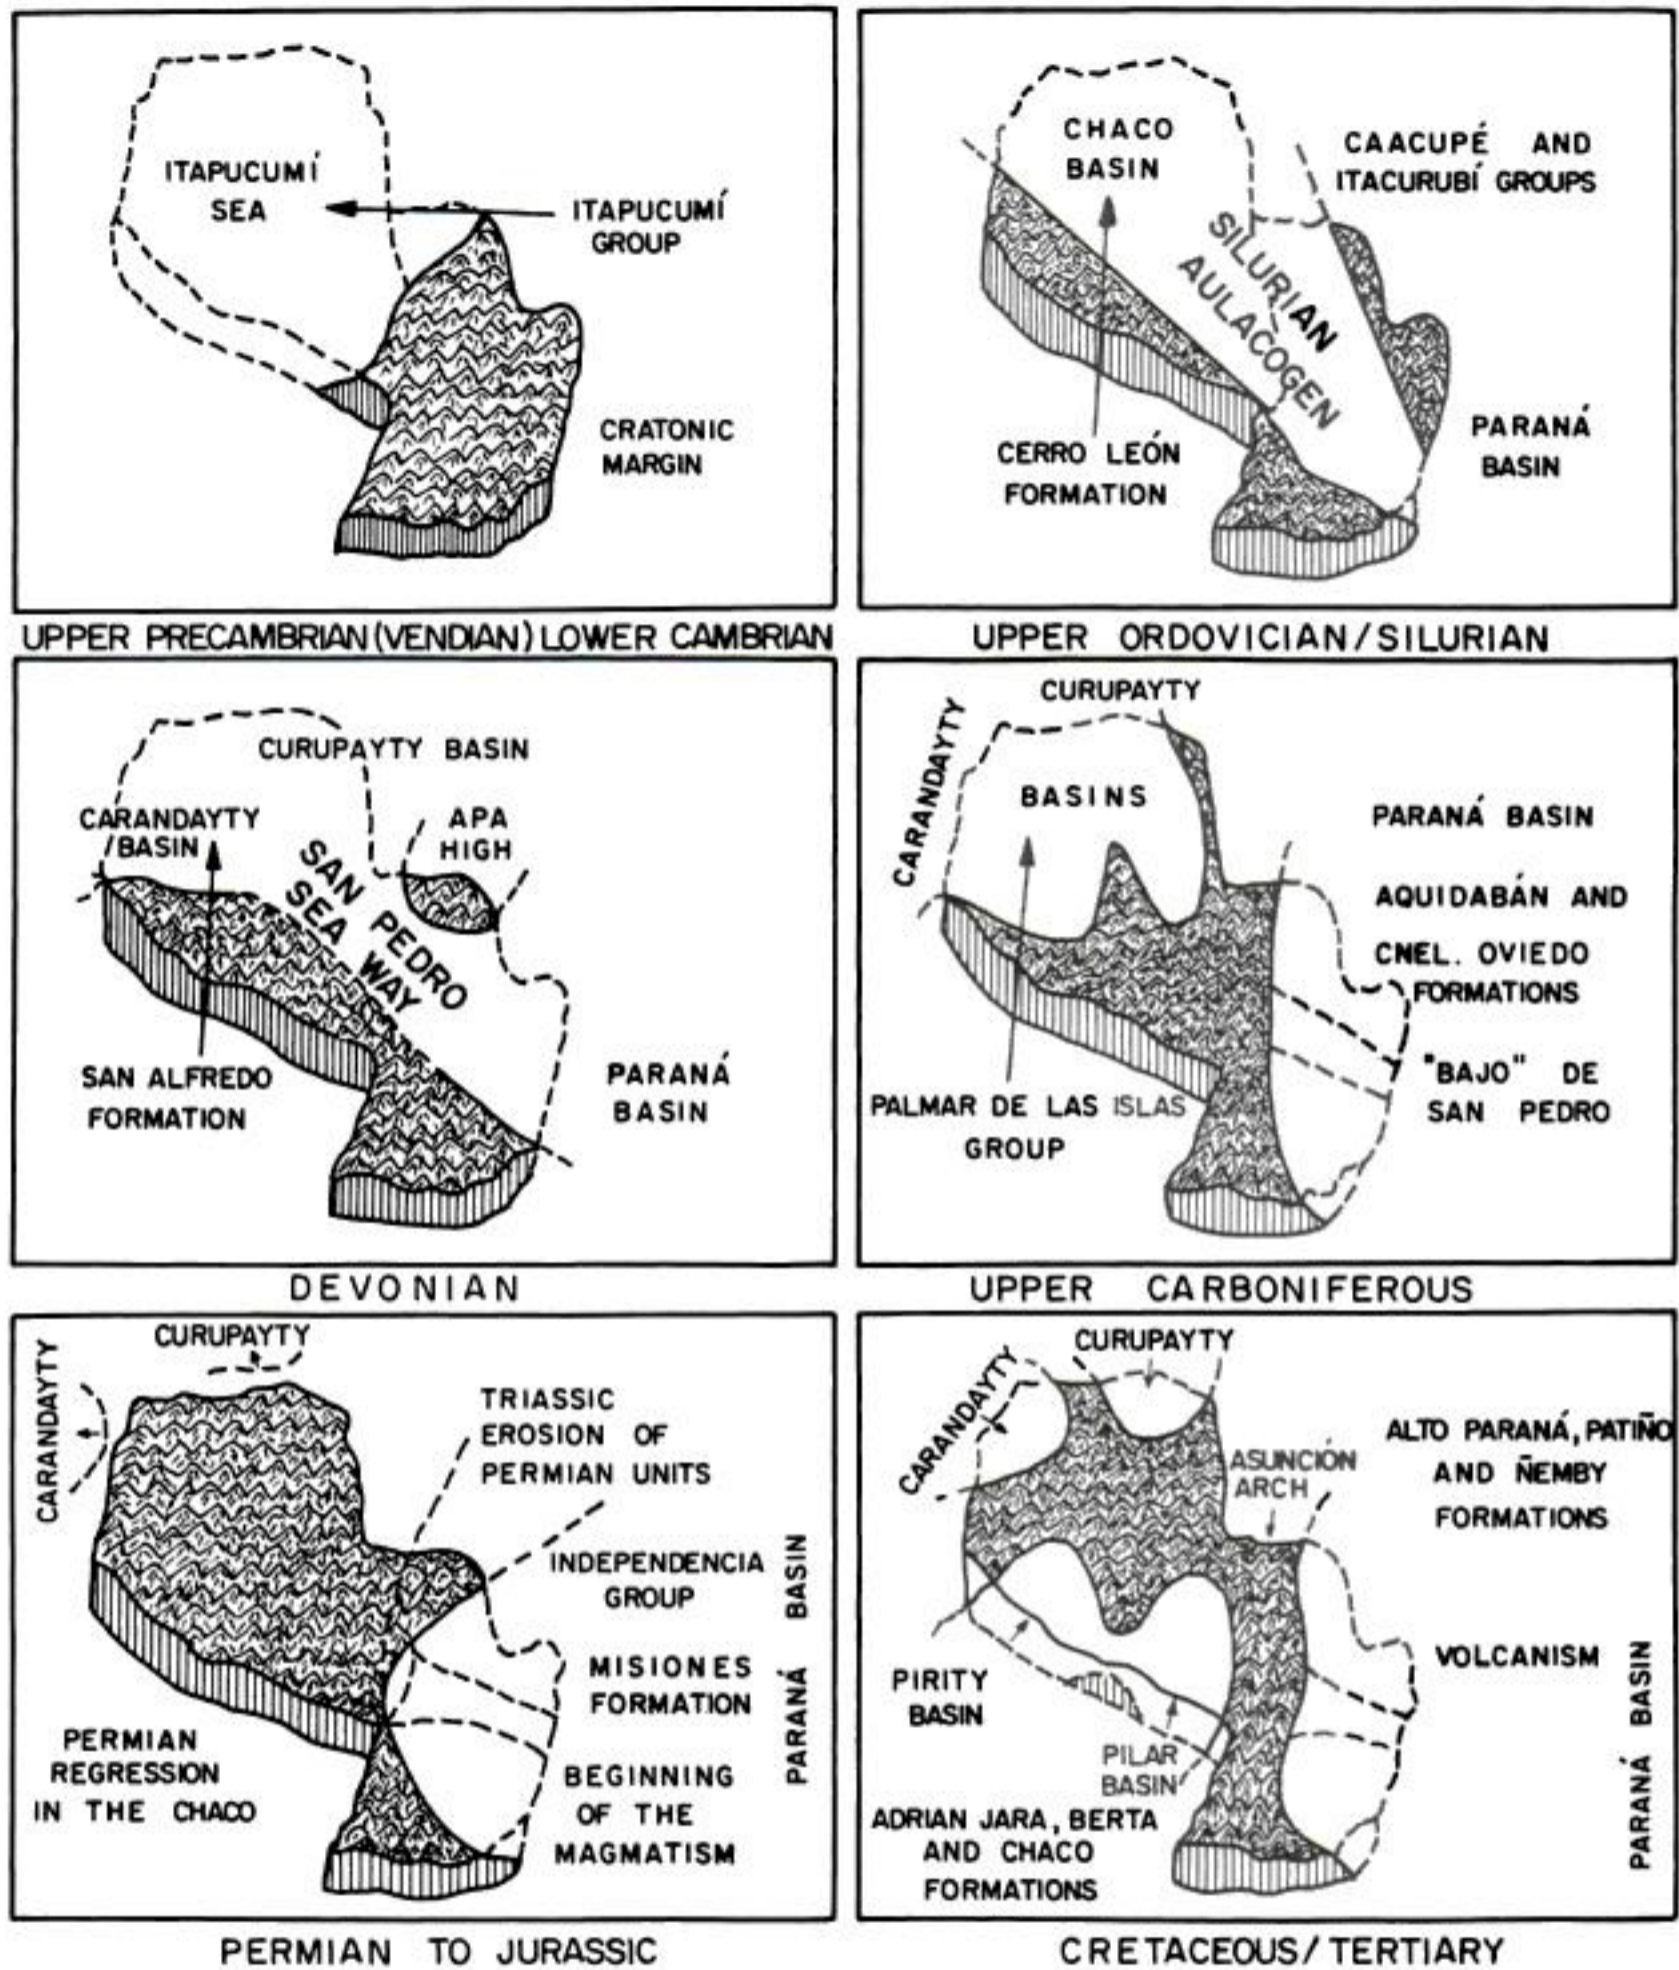 ITAPUCUMÍ
SEA
ITAPUCUMÍ
GROUP
CRATONIC
MARGIN
UPPER PRECAMBRIAN (VENDIAN) LOWER CAMBRIAN
CHACO
BASIN
CAACUPÉ AND
ITACURUBÍ GROUPS
SILURIAN
AULACOGEN
CERRO LEÓN
FORMATION
PARANÁ
BASIN
UPPER ORDOVICIAN/SILURIAN
CURUPAYTY BASIN
CARANDAYTY
BASIN
APA
HIGH
SAN PEDRO
SEA WAY
SAN ALFREDO
FORMATION
PARANÁ
BASIN
DEVONIAN
CURUPAYTY
CARANDAYTY
BASINS
PARANÁ BASIN
AQUIDABÁN AND
CNEL. OVIEDO
FORMATIONS
"BAJO" DE
SAN PEDRO
PALMAR DE LAS ISLAS
GROUP
UPPER CARBONIFEROUS
CURUPAYTY
CARANDAYTY
TRIASSIC
EROSION OF
PERMIAN UNITS
INDEPENDENCIA
GROUP
MISIONES
FORMATION
PARANÁ BASIN
PERMIAN
REGRESSION
IN THE CHACO
BEGINNING
OF THE
MAGMATISM
PERMIAN TO JURASSIC
CURUPAYTY
CARANDAYTY
ALTO PARANÁ, PATIÑO
AND ÑEMBY
FORMATIONS
ASUNCIÓN
ARCH
VOLCANISM
PIRITY
BASIN
PILAR
BASIN
PARANÁ BASIN
ADRIAN JARA, BERTA
AND CHACO
FORMATIONS
CRETACEOUS/TERTIARY